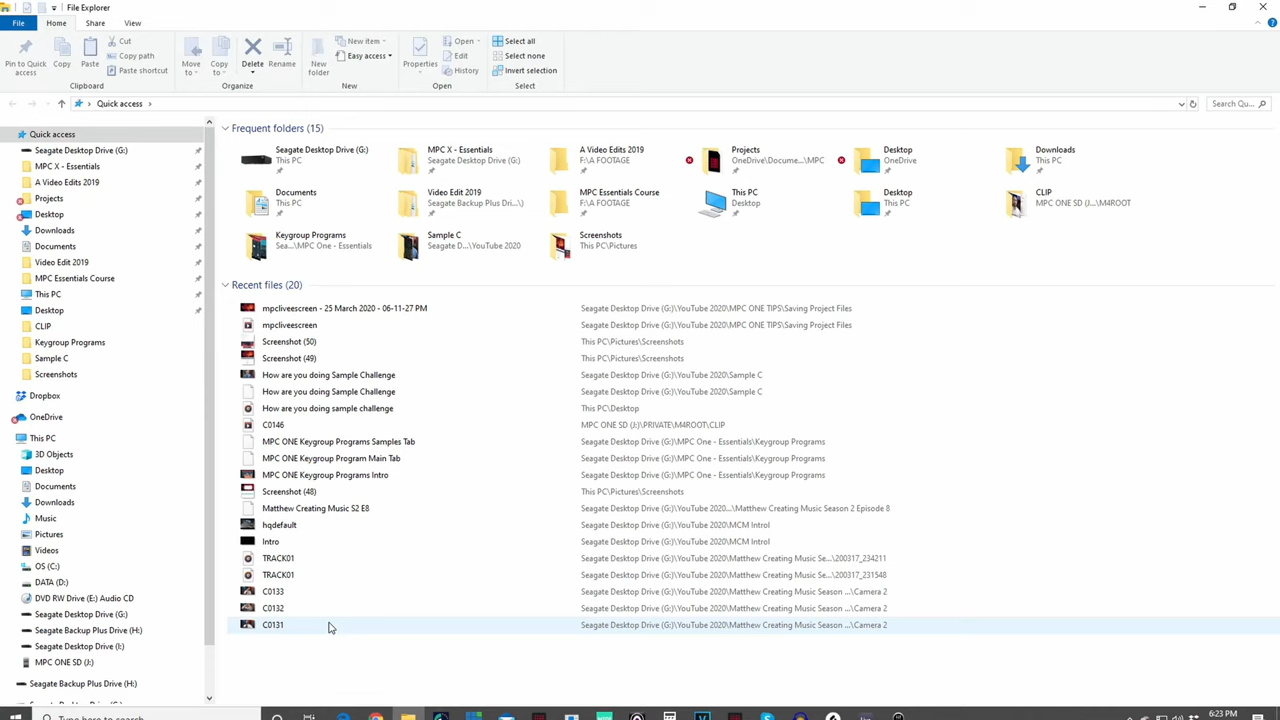 File Explorer
File Home Share View
Pin to Quick access
Copy
Paste
Cut
Copy path
Paste shortcut
Clipboard
Move to
Copy to
Delete
Rename
Organize
New folder
New item
Easy access
New
Properties
Open
Edit
History
Open
Select all
Select none
Invert selection
Select
Quick access
Search Qu...
Quick access
Seagate Desktop Drive (G:)
MPC X - Essentials
A Video Edits 2019
Projects
Desktop
Downloads
Documents
Video Edit 2019
MPC Essentials Course
This PC
Desktop
CLIP
Keygroup Programs
Sample C
Screenshots
Dropbox
OneDrive
This PC
3D Objects
Desktop
Documents
Downloads
Music
Pictures
Videos
OS (C:)
DATA (D:)
DVD RW Drive (E:) Audio CD
Seagate Desktop Drive (G:)
Seagate Backup Plus Drive (H:)
Seagate Desktop Drive (I:)
MPC ONE SD (J:)
Seagate Backup Plus Drive (H:)
Frequent folders (15)
Seagate Desktop Drive (G:)
This PC
MPC X - Essentials
Seagate Desktop Drive (G:)
A Video Edits 2019
F:\A FOOTAGE
Projects
OneDrive\Docume...\MPC
Desktop
OneDrive
Downloads
This PC
Documents
This PC
Video Edit 2019
Seagate Backup Plus Dri...\)
MPC Essentials Course
F:\A FOOTAGE
This PC
Desktop
Desktop
This PC
CLIP
MPC ONE SD (J:)\...\M4ROOT
Keygroup Programs
Sea...\MPC One - Essentials
Sample C
Seagate D...\YouTube 2020
Screenshots
This PC\Pictures
Recent files (20)
mpcliveescreen - 25 March 2020 - 06-11-27 PM Seagate Desktop Drive (G:)\YouTube 2020\MPC ONE TIPS\Saving Project Files
mpcliveescreen Seagate Desktop Drive (G:)\YouTube 2020\MPC ONE TIPS\Saving Project Files
Screenshot (50) This PC\Pictures\Screenshots
Screenshot (49) This PC\Pictures\Screenshots
How are you doing Sample Challenge Seagate Desktop Drive (G:)\YouTube 2020\Sample C
How are you doing Sample Challenge Seagate Desktop Drive (G:)\YouTube 2020\Sample C
How are you doing sample challenge This PC\Desktop
C0146 MPC ONE SD (J:)\PRIVATE\M4ROOT\CLIP
MPC ONE Keygroup Programs Samples Tab Seagate Desktop Drive (G:)\MPC One - Essentials\Keygroup Programs
MPC ONE Keygroup Program Main Tab Seagate Desktop Drive (G:)\MPC One - Essentials\Keygroup Programs
MPC ONE Keygroup Programs Intro Seagate Desktop Drive (G:)\MPC One - Essentials\Keygroup Programs
Screenshot (48) This PC\Pictures\Screenshots
Matthew Creating Music S2 E8 Seagate Desktop Drive (G:)\YouTube 2020...\Matthew Creating Music Season 2 Episode 8
hqdefault Seagate Desktop Drive (G:)\YouTube 2020\MCM Introl
Intro Seagate Desktop Drive (G:)\YouTube 2020\MCM Introl
TRACK01 Seagate Desktop Drive (G:)\YouTube 2020\Matthew Creating Music Se...\200317_234211
TRACK01 Seagate Desktop Drive (G:)\YouTube 2020\Matthew Creating Music Se...\200317_231548
C0133 Seagate Desktop Drive (G:)\YouTube 2020\Matthew Creating Music Season ...\Camera 2
C0132 Seagate Desktop Drive (G:)\YouTube 2020\Matthew Creating Music Season ...\Camera 2
C0131 Seagate Desktop Drive (G:)\YouTube 2020\Matthew Creating Music Season ...\Camera 2
Type here to search
6:23 PM